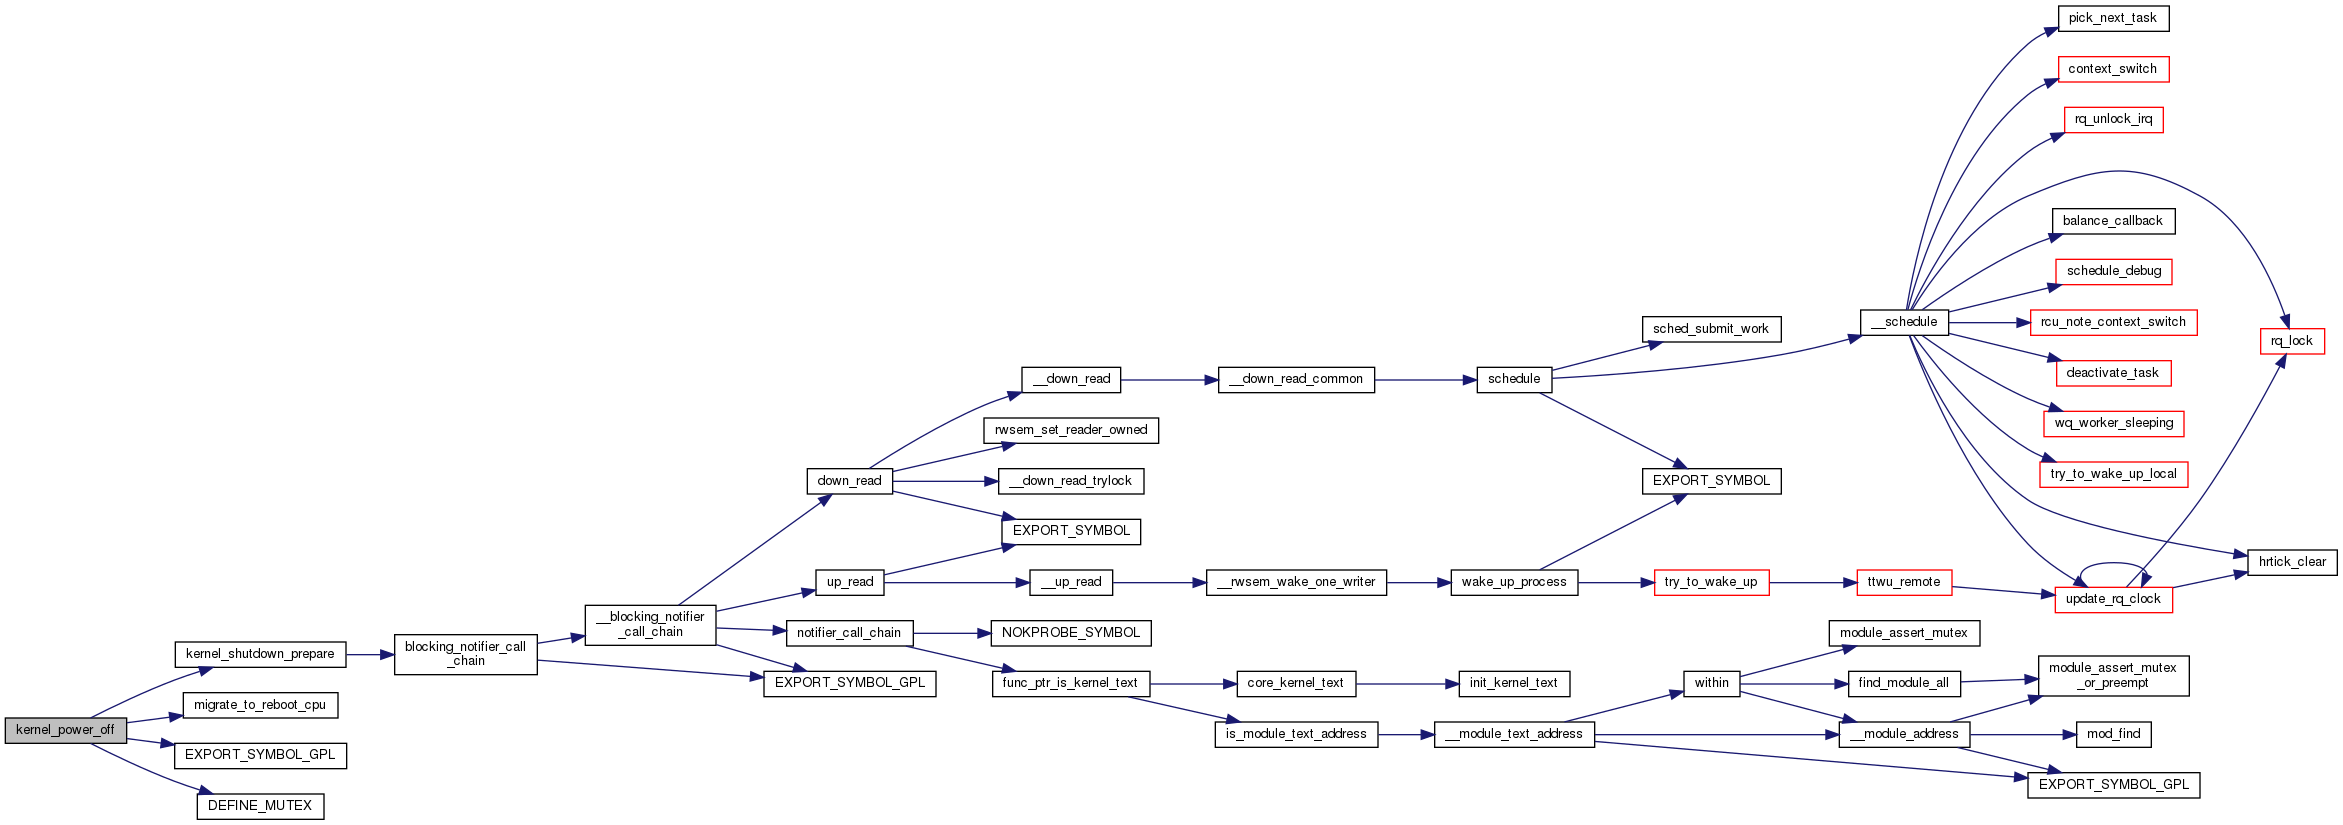 pick_next_task
context_switch
rq_unlock_irq
balance_callback
schedule_debug
__schedule
rcu_note_context_switch
sched_submit_work
rq_lock
deactivate_task
__down_read
__down_read_common
schedule
wq_worker_sleeping
rwsem_set_reader_owned
try_to_wake_up_local
down_read
__down_read_trylock
EXPORT_SYMBOL
EXPORT_SYMBOL
hrtick_clear
up_read
__up_read
__rwsem_wake_one_writer
wake_up_process
try_to_wake_up
ttwu_remote
update_rq_clock
__blocking_notifier
_call_chain
notifier_call_chain
NOKPROBE_SYMBOL
module_assert_mutex
kernel_shutdown_prepare
blocking_notifier_call
_chain
EXPORT_SYMBOL_GPL
func_ptr_is_kernel_text
core_kernel_text
init_kernel_text
within
find_module_all
module_assert_mutex
_or_preempt
migrate_to_reboot_cpu
kernel_power_off
is_module_text_address
__module_text_address
__module_address
mod_find
EXPORT_SYMBOL_GPL
EXPORT_SYMBOL_GPL
DEFINE_MUTEX